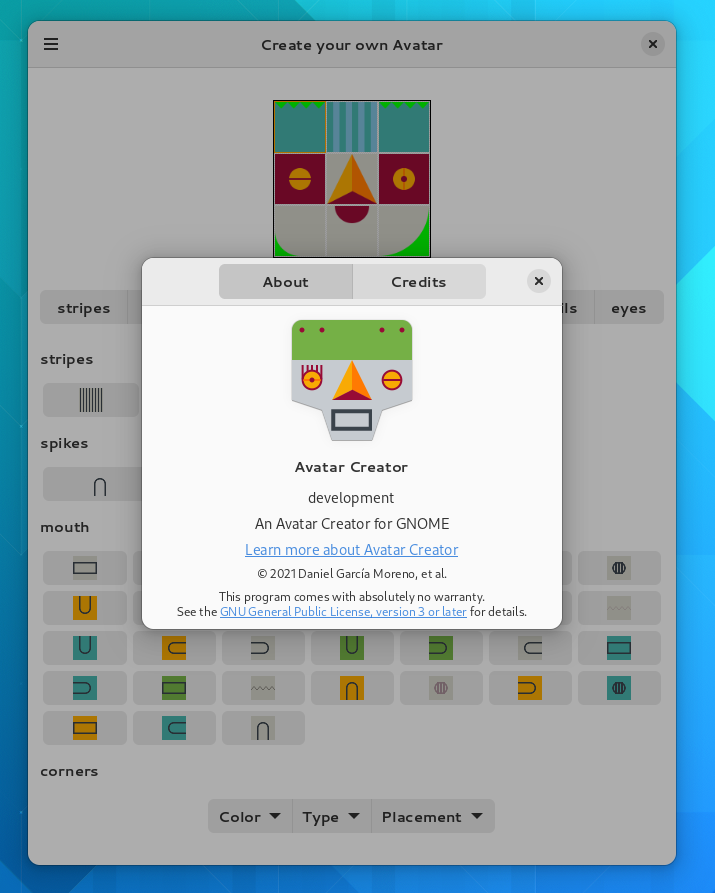 Create your own Avatar
About Credits
stripes ils eyes
stripes
Avatar Creator
spikes
development
An Avatar Creator for GNOME
mouth
Learn more about Avatar Creator
© 2021 Daniel García Moreno, et al.
This program comes with absolutely no warranty.
See the GNU General Public License, version 3 or later for details.
corners
Color Type Placement